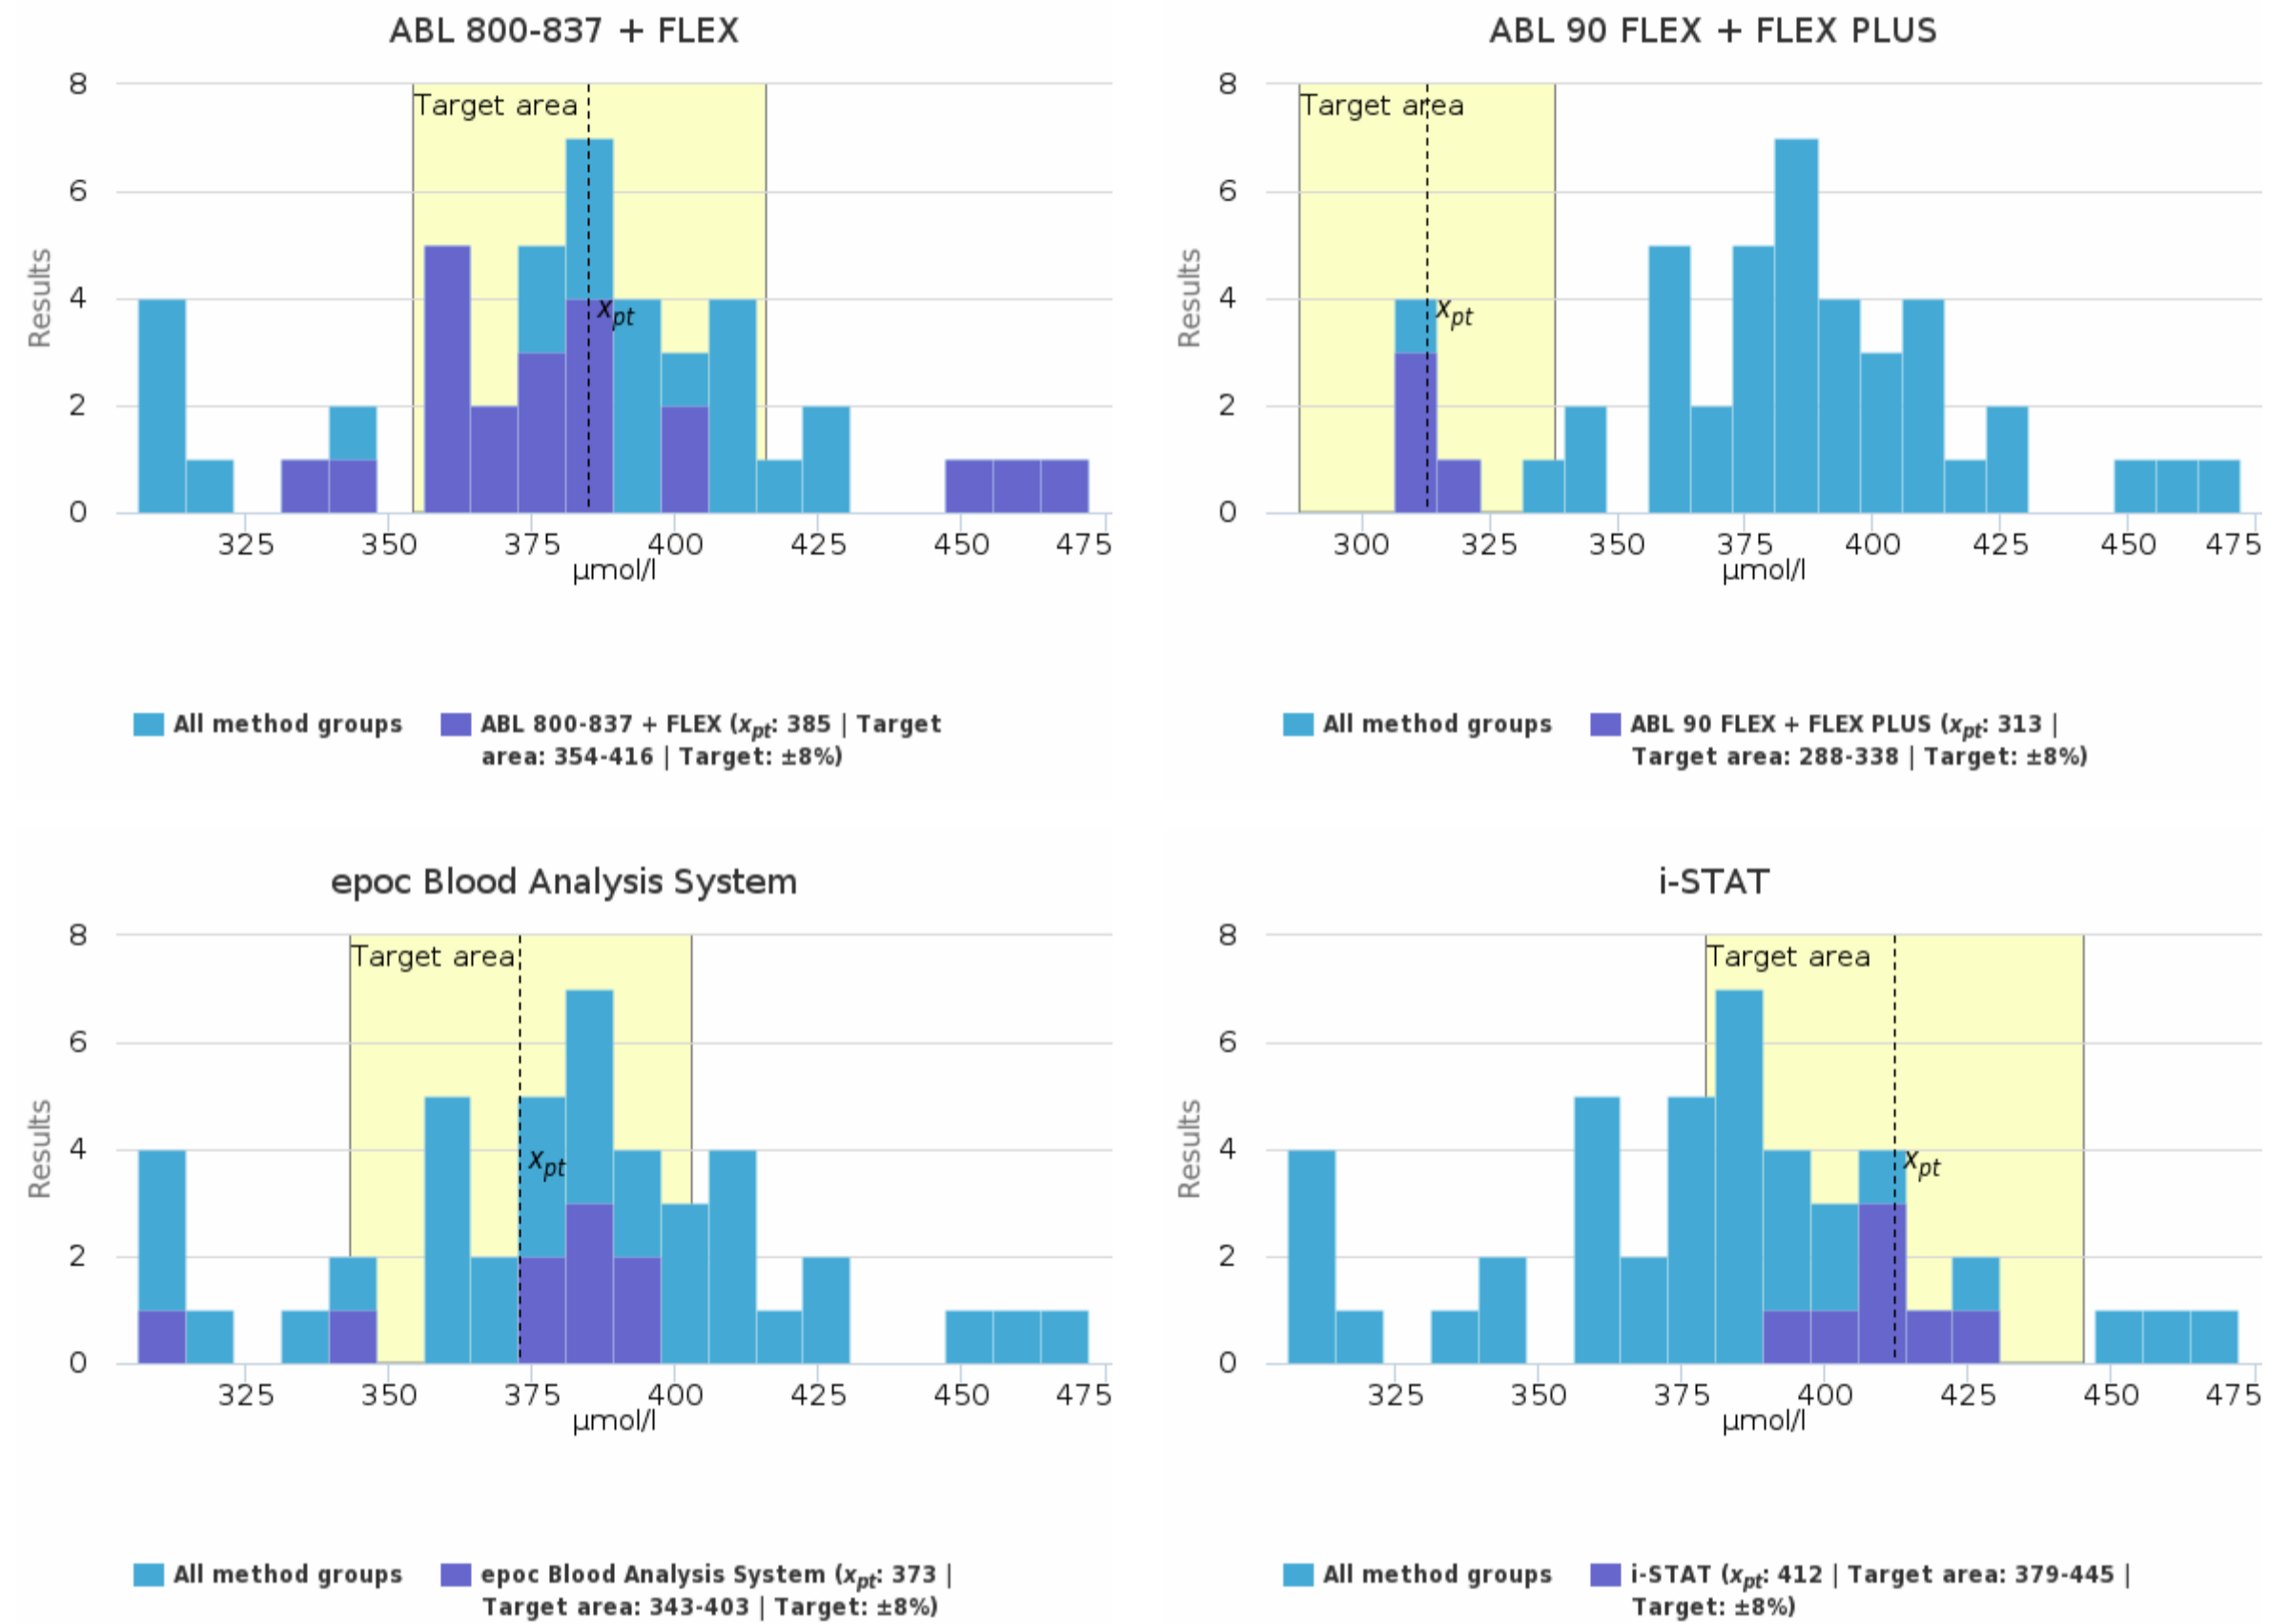 ABL 800-837 + FLEX
8
6
4
2
0
Results
Target area
xpt
325 350 375 400 425 450 475
µmol/l
All method groups
ABL 800-837 + FLEX (xpt: 385 | Target
area: 354-416 | Target: ±8%)
ABL 90 FLEX + FLEX PLUS
8
6
4
2
0
Results
Target area
xpt
300 325 350 375 400 425 450 475
µmol/l
All method groups
ABL 90 FLEX + FLEX PLUS (xpt: 313 |
Target area: 288-338 | Target: ±8%)
epoc Blood Analysis System
8
6
4
2
0
Results
Target area
xpt
325 350 375 400 425 450 475
µmol/l
All method groups
epoc Blood Analysis System (xpt: 373 |
Target area: 343-403 | Target: ±8%)
i-STAT
8
6
4
2
0
Results
Target area
xpt
325 350 375 400 425 450 475
µmol/l
All method groups
i-STAT (xpt: 412 | Target area: 379-445 |
Target: ±8%)